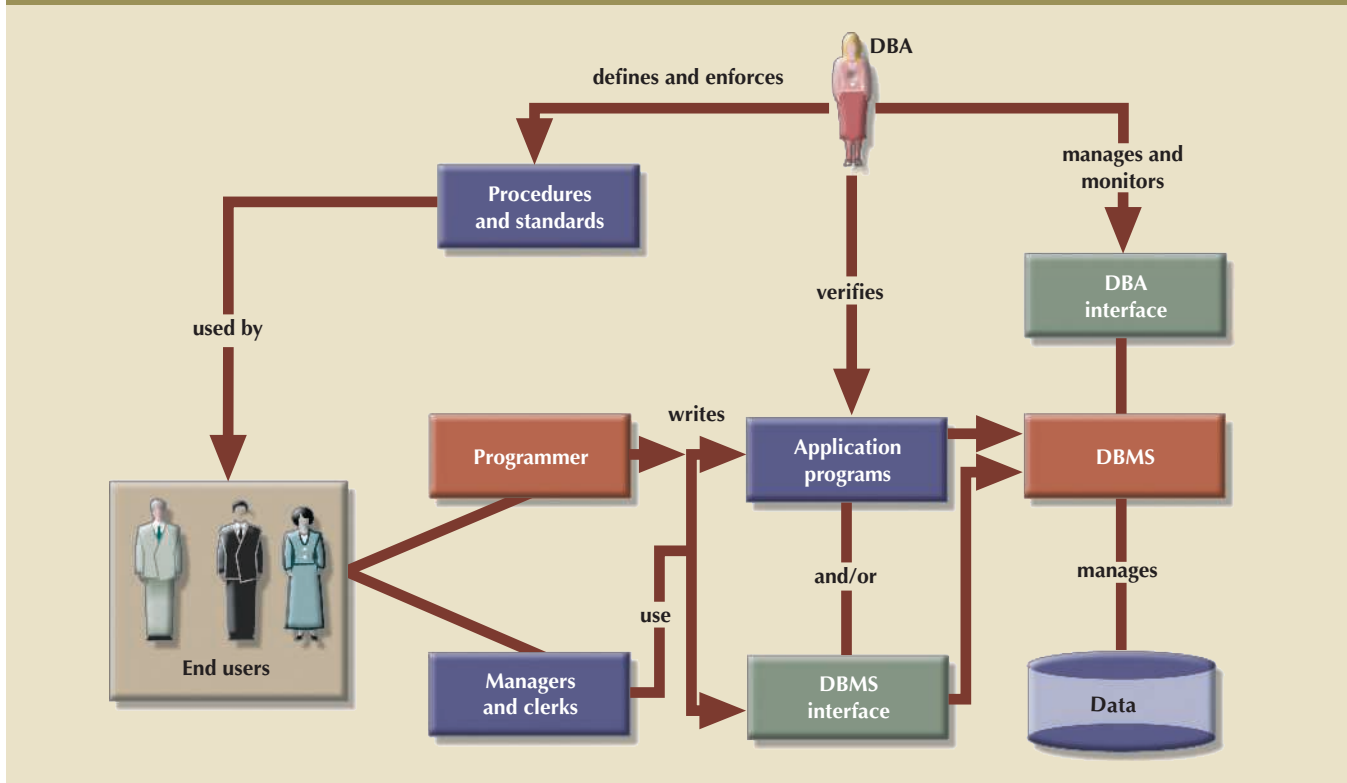 DBA
defines and enforces
manages and
monitors
Procedures
and standards
verifies
DBA
interface
used by
writes
Programmer
Application
programs
DBMS
and/or
manages
use
End users
Managers
and clerks
DBMS
interface
Data